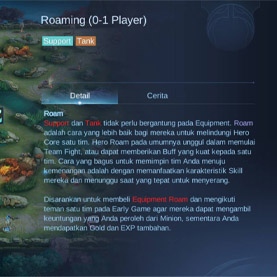 Roaming (0-1 Player)
Support Tank
Detail Cerita
Roam
Support dan Tank tidak perlu bergantung pada Equipment. Roam
adalah cara yang lebih baik bagi mereka untuk melindungi Hero
Core satu tim. Hero Roam pada umumnya unggul dalam memulai
Team Fight, atau dapat memberikan Buff yang kuat kepada satu
tim. Cara yang bagus untuk memimpin tim Anda menuju
kemenangan adalah dengan memanfaatkan karakteristik Skill
mereka dan menunggu saat yang tepat untuk menyerang.
Disarankan untuk membeli Equipment Roam dan mengikuti
teman satu tim pada Early Game agar mereka dapat mengambil
keuntungan yang Anda peroleh dari Minion, sementara Anda
mendapatkan Gold dan EXP tambahan.